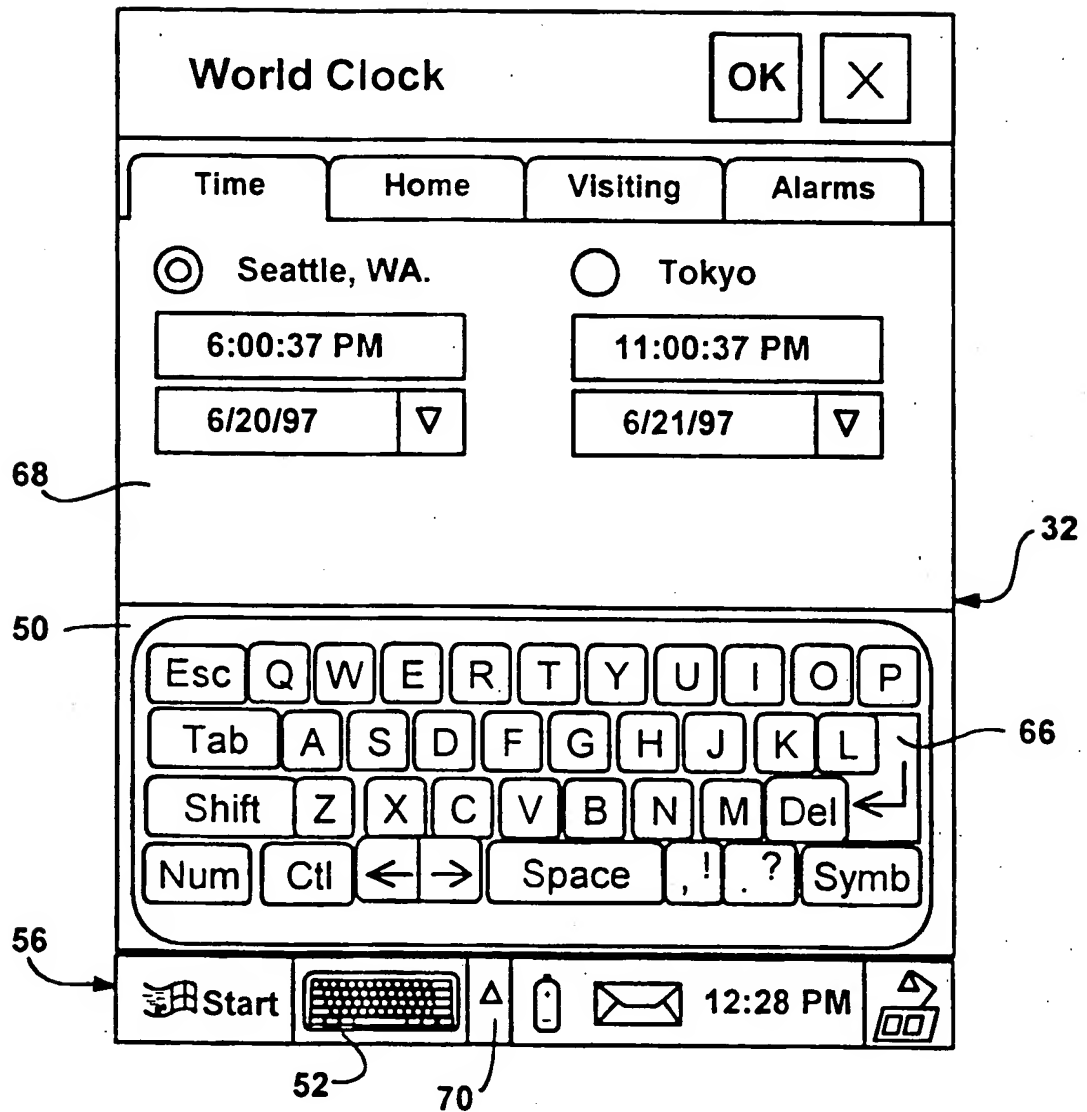 World Clock OK X
Time Home Visiting Alarms
Seattle, WA. Tokyo
6:00:37 PM 11:00:37 PM
6/20/97 6/21/97
68
32
50
Esc Q W E R T Y U I O P
Tab A S D F G H J K L
66
Shift Z X C V B N M Del
Num Ctl ← → Space , ! . ? Symb
56
Start 12:28 PM
52
70